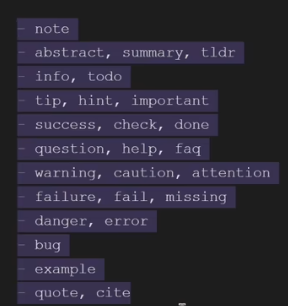 - note
- abstract, summary, tldr
- info, todo
- tip, hint, important
- success, check, done
- question, help, faq
- warning, caution, attention
- failure, fail, missing
- danger, error
- bug
- example
- quote, cite